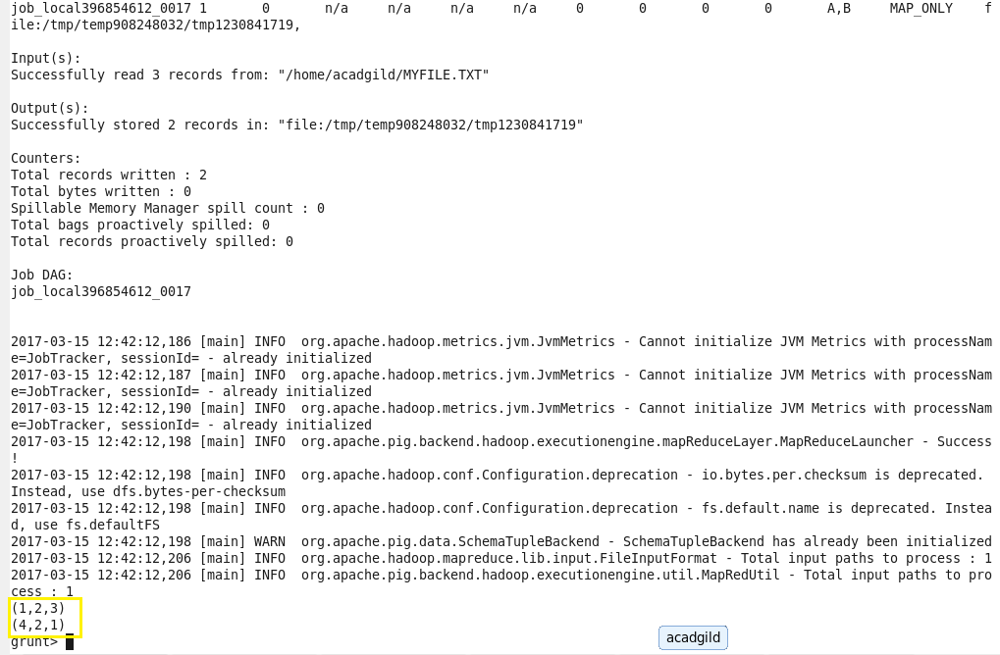 job_local396854612_0017 1       0       n/a     n/a     n/a     n/a     0       0       0       0       A,B     MAP_ONLY    f
ile:/tmp/temp908248032/tmp1230841719,

Input(s):
Successfully read 3 records from: "/home/acadgild/MYFILE.TXT"

Output(s):
Successfully stored 2 records in: "file:/tmp/temp908248032/tmp1230841719"

Counters:
Total records written : 2
Total bytes written : 0
Spillable Memory Manager spill count : 0
Total bags proactively spilled: 0
Total records proactively spilled: 0

Job DAG:
job_local396854612_0017

2017-03-15 12:42:12,186 [main] INFO  org.apache.hadoop.metrics.jvm.JvmMetrics - Cannot initialize JVM Metrics with processNam
e=JobTracker, sessionId= - already initialized
2017-03-15 12:42:12,187 [main] INFO  org.apache.hadoop.metrics.jvm.JvmMetrics - Cannot initialize JVM Metrics with processNam
e=JobTracker, sessionId= - already initialized
2017-03-15 12:42:12,190 [main] INFO  org.apache.hadoop.metrics.jvm.JvmMetrics - Cannot initialize JVM Metrics with processNam
e=JobTracker, sessionId= - already initialized
2017-03-15 12:42:12,198 [main] INFO  org.apache.pig.backend.hadoop.executionengine.mapReduceLayer.MapReduceLauncher - Success
!
2017-03-15 12:42:12,198 [main] INFO  org.apache.hadoop.conf.Configuration.deprecation - io.bytes.per.checksum is deprecated.
Instead, use dfs.bytes-per-checksum
2017-03-15 12:42:12,198 [main] INFO  org.apache.hadoop.conf.Configuration.deprecation - fs.default.name is deprecated. Instea
d, use fs.defaultFS
2017-03-15 12:42:12,198 [main] WARN  org.apache.pig.data.SchemaTupleBackend - SchemaTupleBackend has already been initialized
2017-03-15 12:42:12,206 [main] INFO  org.apache.hadoop.mapreduce.lib.input.FileInputFormat - Total input paths to process : 1
2017-03-15 12:42:12,206 [main] INFO  org.apache.pig.backend.hadoop.executionengine.util.MapRedUtil - Total input paths to pro
cess : 1
(1,2,3)
(4,2,1)
grunt>
acadgild